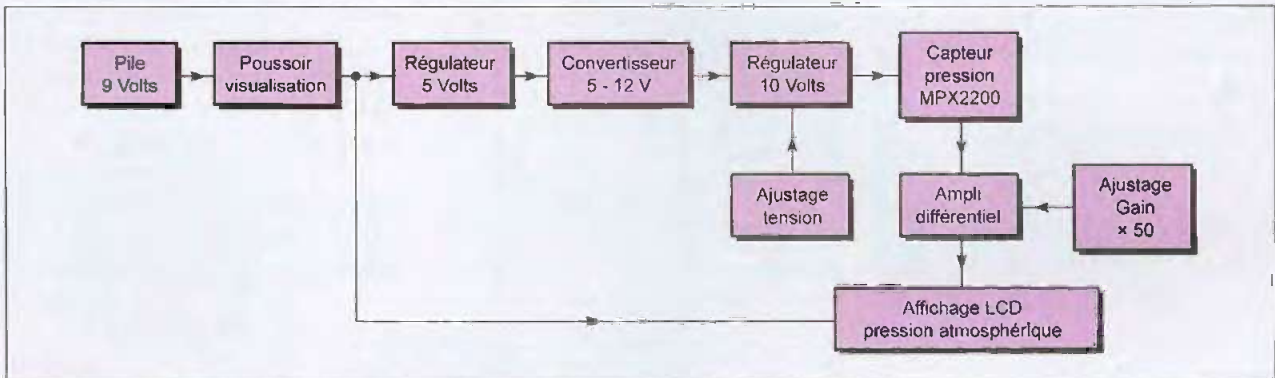 Pile
9 Volts
Poussoir
visualisation
Régulateur
5 Volts
Convertisseur
5 - 12 V
Régulateur
10 Volts
Capteur
pression
MPX2200
Ajustage
tension
Ampli
différentiel
Ajustage
Gain
× 50
Affichage LCD
pression atmosphérique